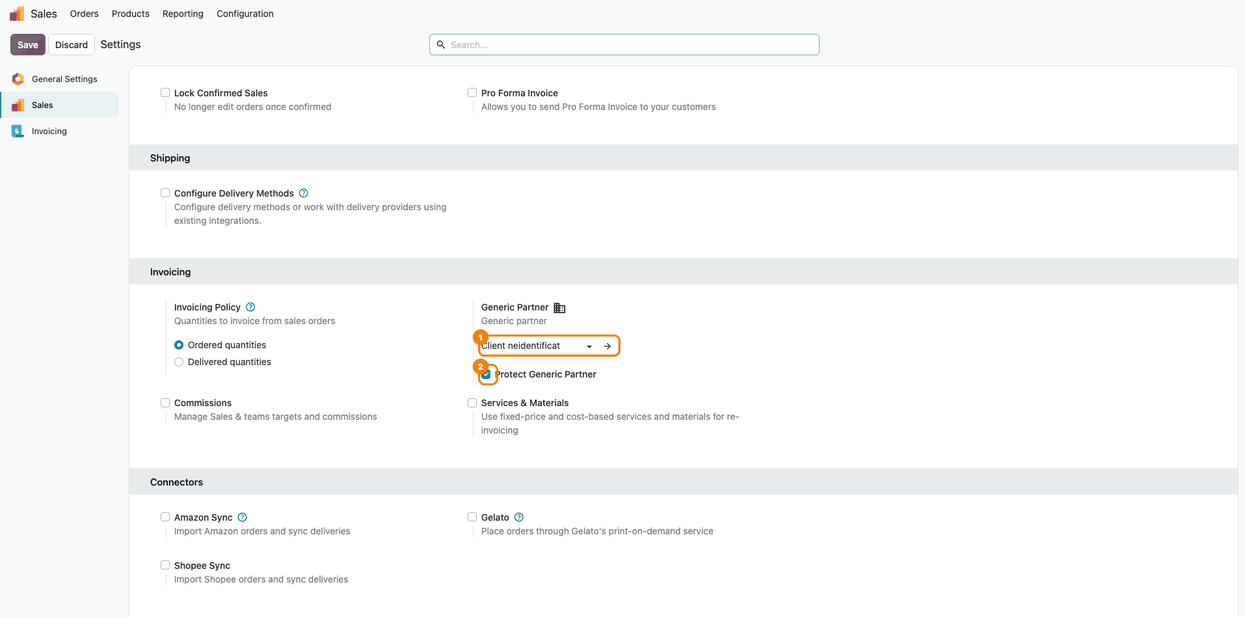 Sales Orders Products Reporting Configuration
Save Discard Settings Search...
General Settings
Sales
Invoicing
Lock Confirmed Sales
No longer edit orders once confirmed
Pro Forma Invoice
Allows you to send Pro Forma Invoice to your customers
Shipping
Configure Delivery Methods ?
Configure delivery methods or work with delivery providers using
existing integrations.
Invoicing
Invoicing Policy ?
Quantities to invoice from sales orders
Ordered quantities
Delivered quantities
Generic Partner
Generic partner
1
Client neidentificat
2
Protect Generic Partner
Commissions
Manage Sales & teams targets and commissions
Services & Materials
Use fixed-price and cost-based services and materials for re-
invoicing
Connectors
Amazon Sync ?
Import Amazon orders and sync deliveries
Gelato ?
Place orders through Gelato's print-on-demand service
Shopee Sync
Import Shopee orders and sync deliveries